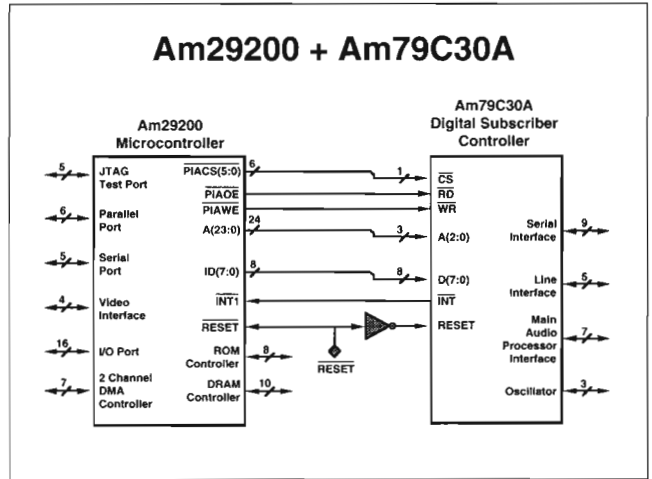 Am29200 + Am79C30A
Am29200
Microcontroller
Am79C30A
Digital Subscriber
Controller
5
JTAG
Test Port
6
Parallel
Port
5
Serial
Port
4
Video
Interface
16
I/O Port
7
2 Channel
DMA
Controller
PIACS(5:0)
6
PIAOE
PIAWE
24
A(23:0)
ID(7:0)
8
INT1
RESET
ROM
Controller
8
DRAM
Controller
10
RESET
1
CS
RD
WR
3
A(2:0)
8
D(7:0)
INT
RESET
Serial
Interface
9
Line
Interface
5
Main
Audio
Processor
Interface
7
Oscillator
3